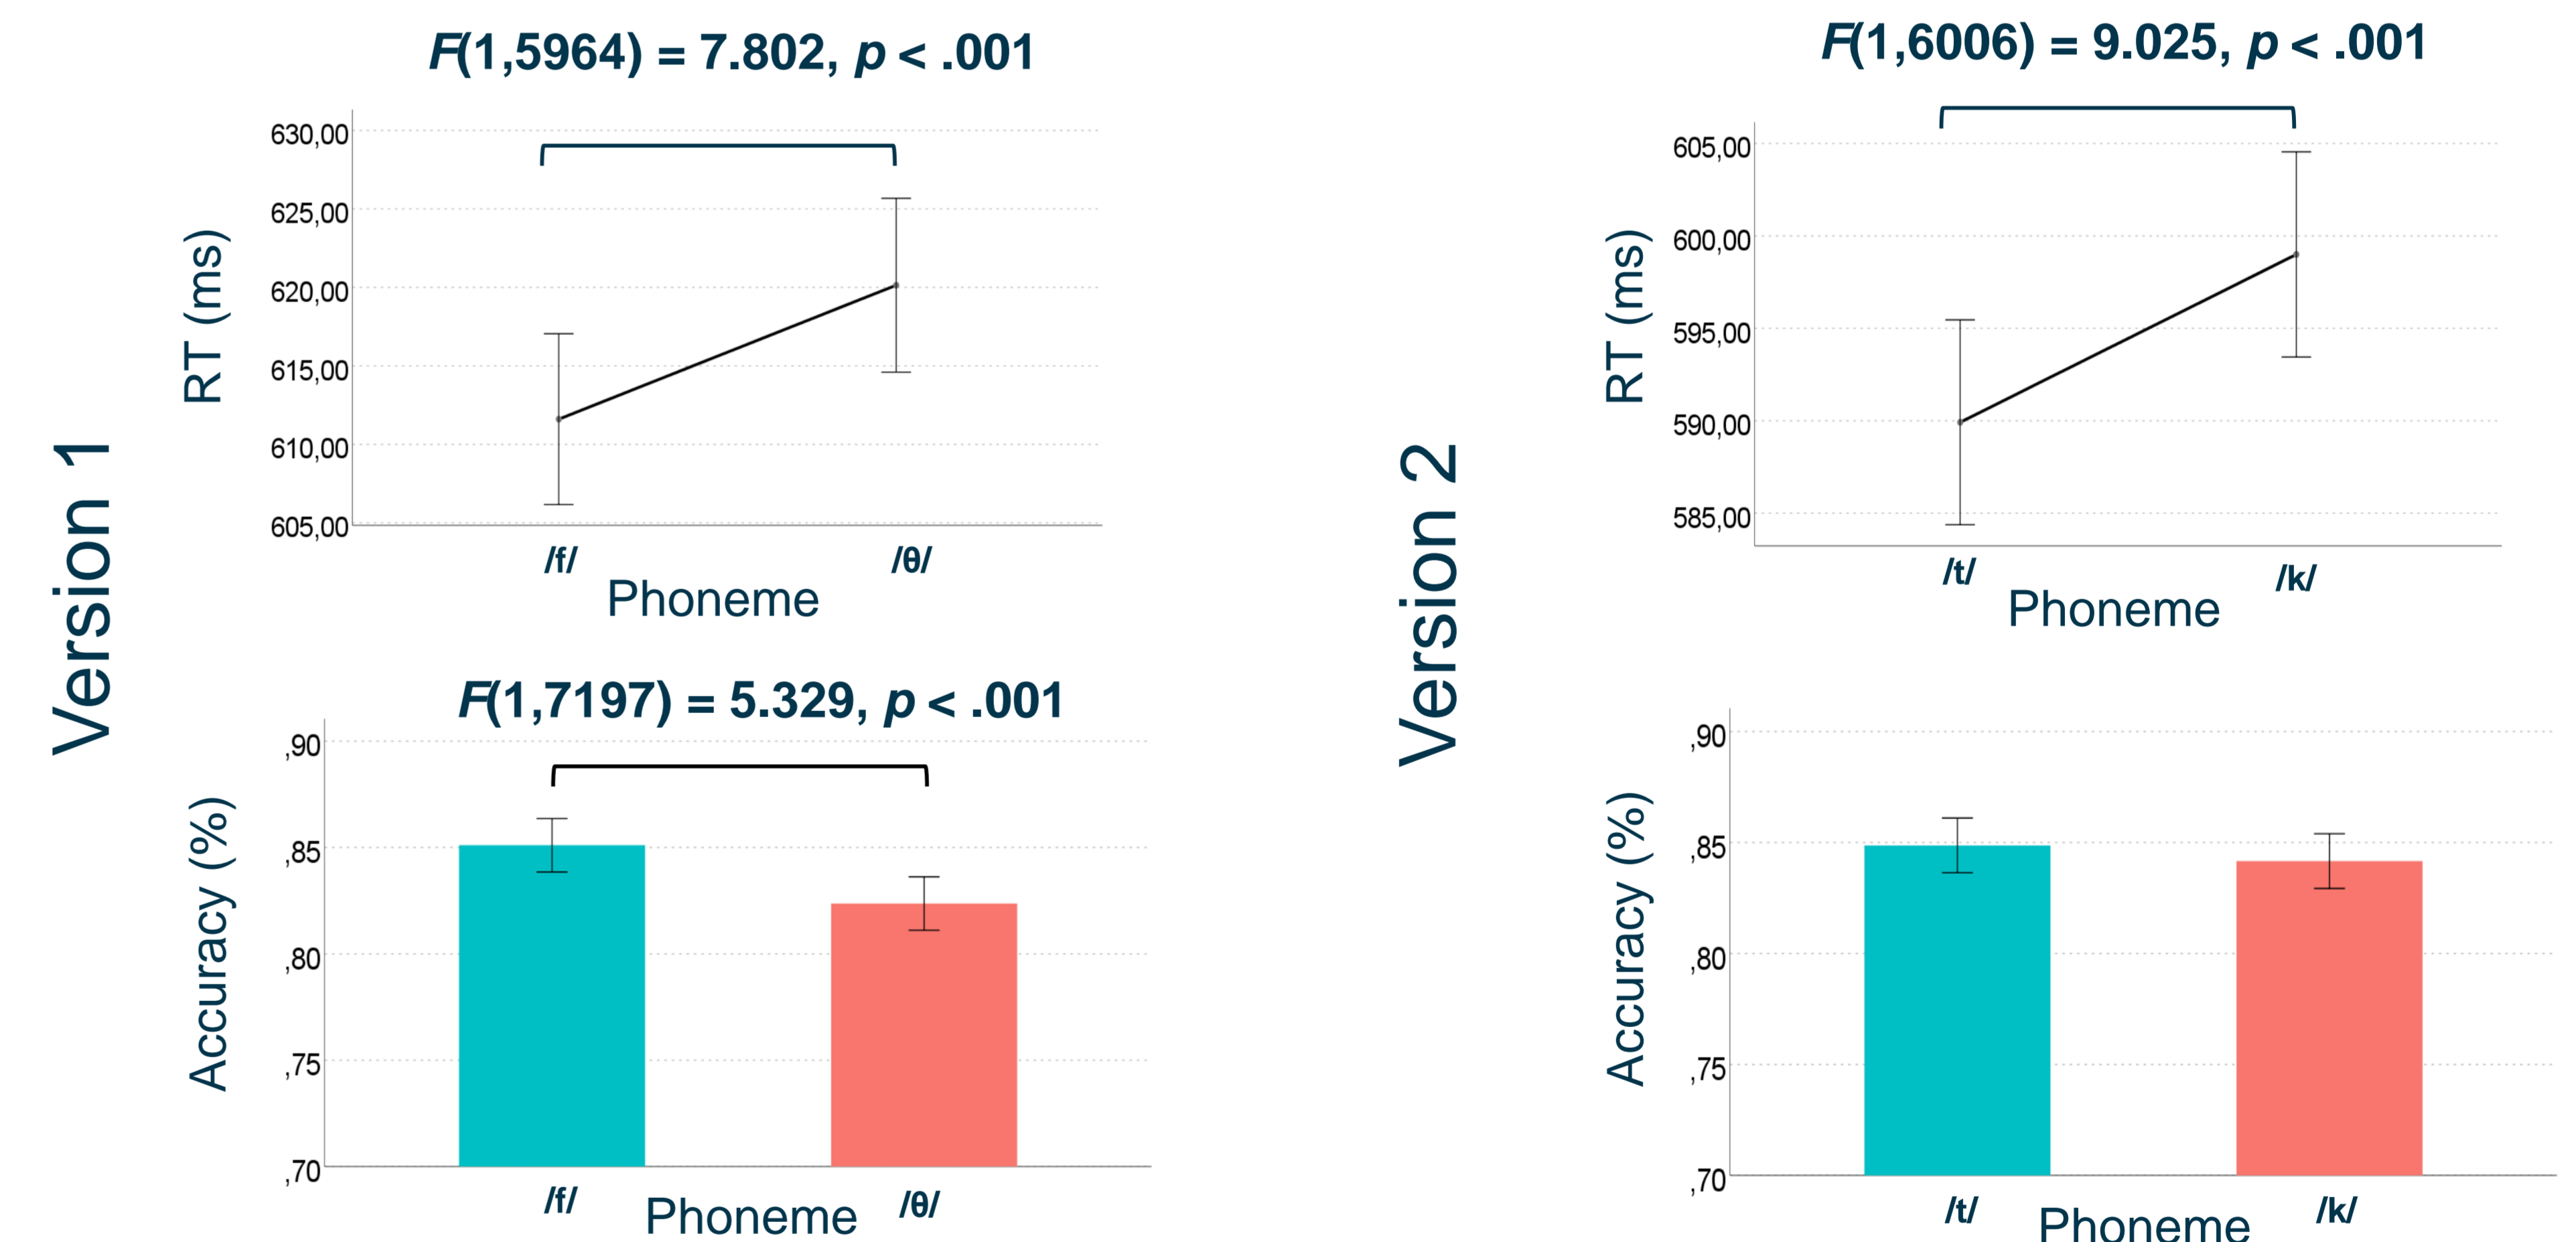 Version 1
F(1,5964) = 7.802, p < .001
RT (ms)
630,00
625,00
620,00
615,00
610,00
605,00
/f/
/θ/
Phoneme
F(1,7197) = 5.329, p < .001
Accuracy (%)
,90
,85
,80
,75
,70
/f/
/θ/
Phoneme
Version 2
F(1,6006) = 9.025, p < .001
RT (ms)
605,00
600,00
595,00
590,00
585,00
/t/
/k/
Phoneme
Accuracy (%)
,90
,85
,80
,75
,70
/t/
/k/
Phoneme